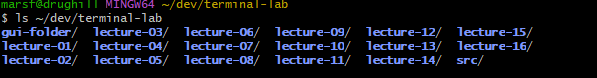 marsf@drughill MINGW64 ~/dev/terminal-lab
$ ls ~/dev/terminal-lab
gui-folder/ lecture-03/ lecture-06/ lecture-09/ lecture-12/ lecture-15/
lecture-01/ lecture-04/ lecture-07/ lecture-10/ lecture-13/ lecture-16/
lecture-02/ lecture-05/ lecture-08/ lecture-11/ lecture-14/ src/